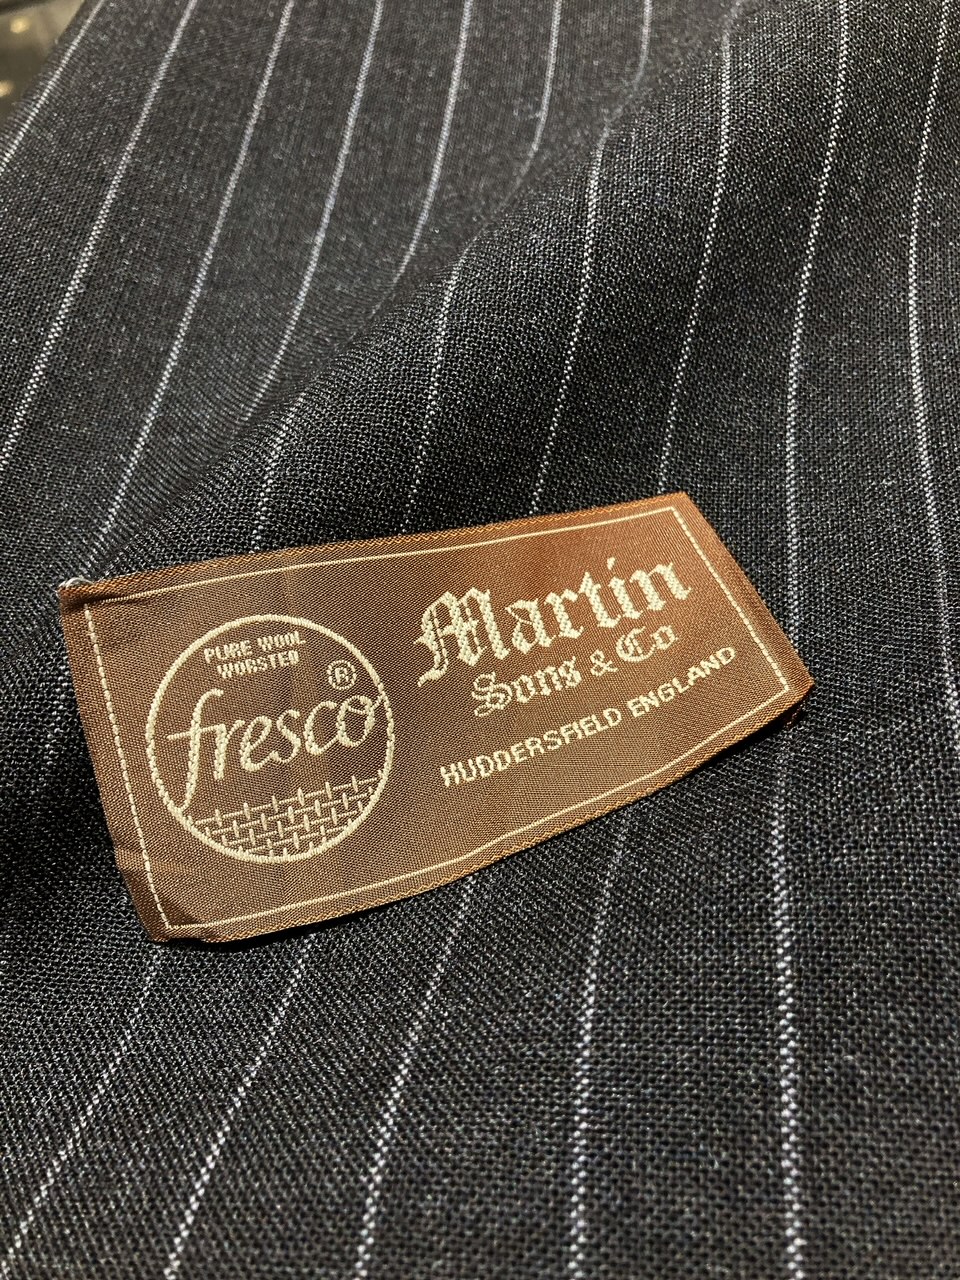 PURE WOOL
WORSTED
fresco®
Martin
Sons & Co
HUDDERSFIELD ENGLAND